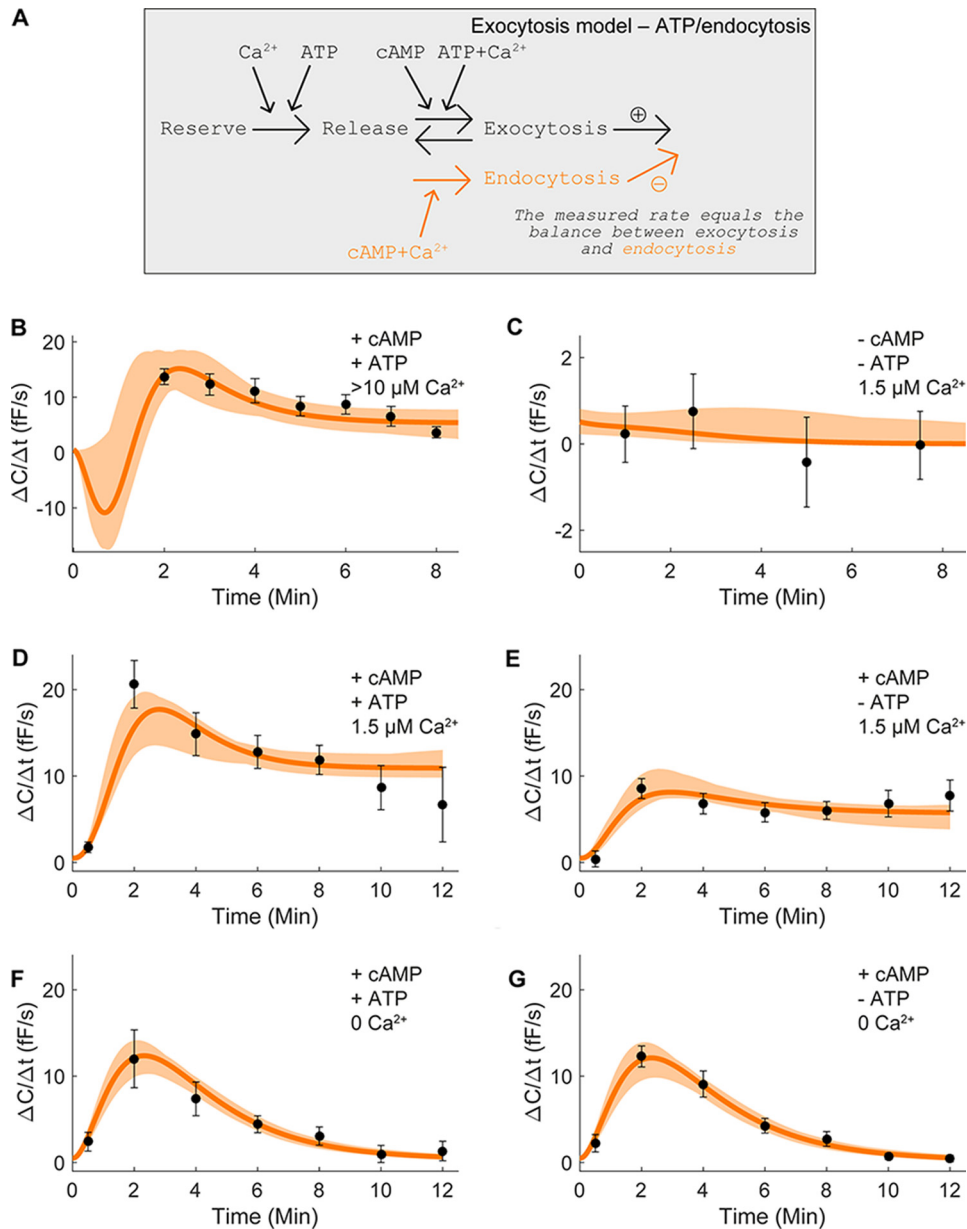 A
Exocytosis model – ATP/endocytosis
Ca²⁺ ATP cAMP ATP+Ca²⁺
Reserve Release Exocytosis ⊕
Endocytosis ⊖
cAMP+Ca²⁺
The measured rate equals the
balance between exocytosis
and endocytosis
B
+ cAMP
+ ATP
>10 µM Ca²⁺
ΔC/Δt (fF/s)
20
10
0
-10
0 2 4 6 8
Time (Min)
C
- cAMP
- ATP
1.5 µM Ca²⁺
ΔC/Δt (fF/s)
2
0
-2
0 2 4 6 8
Time (Min)
D
+ cAMP
+ ATP
1.5 µM Ca²⁺
ΔC/Δt (fF/s)
20
10
0
0 2 4 6 8 10 12
Time (Min)
E
+ cAMP
- ATP
1.5 µM Ca²⁺
ΔC/Δt (fF/s)
20
10
0
0 2 4 6 8 10 12
Time (Min)
F
+ cAMP
+ ATP
0 Ca²⁺
ΔC/Δt (fF/s)
20
10
0
0 2 4 6 8 10 12
Time (Min)
G
+ cAMP
- ATP
0 Ca²⁺
ΔC/Δt (fF/s)
20
10
0
0 2 4 6 8 10 12
Time (Min)